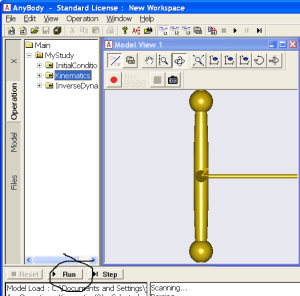 AnyBody - Standard License : New Workspace
File Edit View Operation Window Help
Main
MyStudy
InitialConditio
Kinematics
InverseDyna
X
Operation
Model
Files
Model View 1
Reset Run Step
Model Load : C:\Documents and Settings\
Scanning...